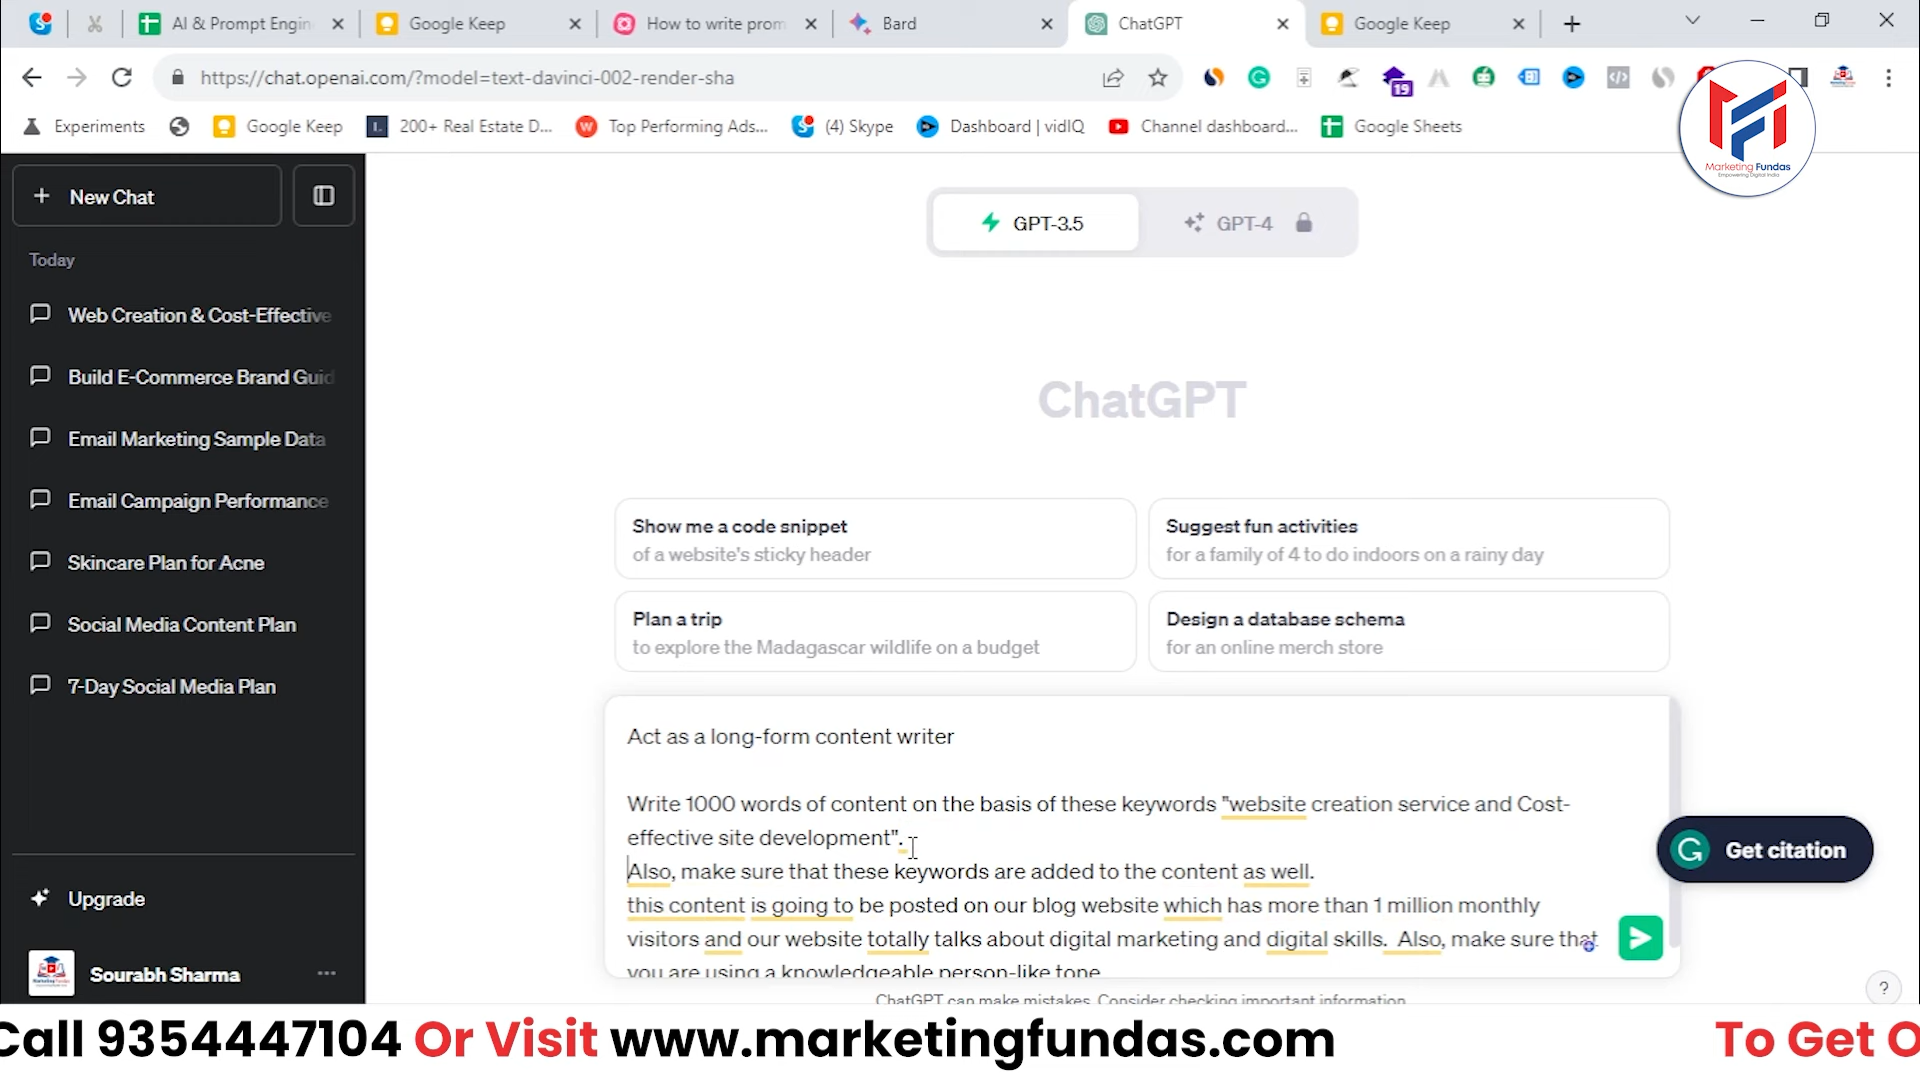 AI & Prompt Engin
Google Keep
How to write prom
Bard
ChatGPT
Google Keep
https://chat.openai.com/?model=text-davinci-002-render-sha
19
Experiments
Google Keep
200+ Real Estate D...
Top Performing Ads...
(4) Skype
Dashboard | vidIQ
Channel dashboard...
Google Sheets
Marketing Fundas
Empowering Digital India
New Chat
Today
Web Creation & Cost-Effective
Build E-Commerce Brand Guid
Email Marketing Sample Data
Email Campaign Performance
Skincare Plan for Acne
Social Media Content Plan
7-Day Social Media Plan
Upgrade
Sourabh Sharma
GPT-3.5
GPT-4
ChatGPT
Show me a code snippet
of a website's sticky header
Suggest fun activities
for a family of 4 to do indoors on a rainy day
Plan a trip
to explore the Madagascar wildlife on a budget
Design a database schema
for an online merch store
Act as a long-form content writer
Write 1000 words of content on the basis of these keywords "website creation service and Cost-
effective site development".
Also, make sure that these keywords are added to the content as well.
this content is going to be posted on our blog website which has more than 1 million monthly
visitors and our website totally talks about digital marketing and digital skills.  Also, make sure that
you are using a knowledgeable person-like tone
Get citation
ChatGPT can make mistakes. Consider checking important information.
?
Call 9354447104 Or Visit www.marketingfundas.com
To Get O